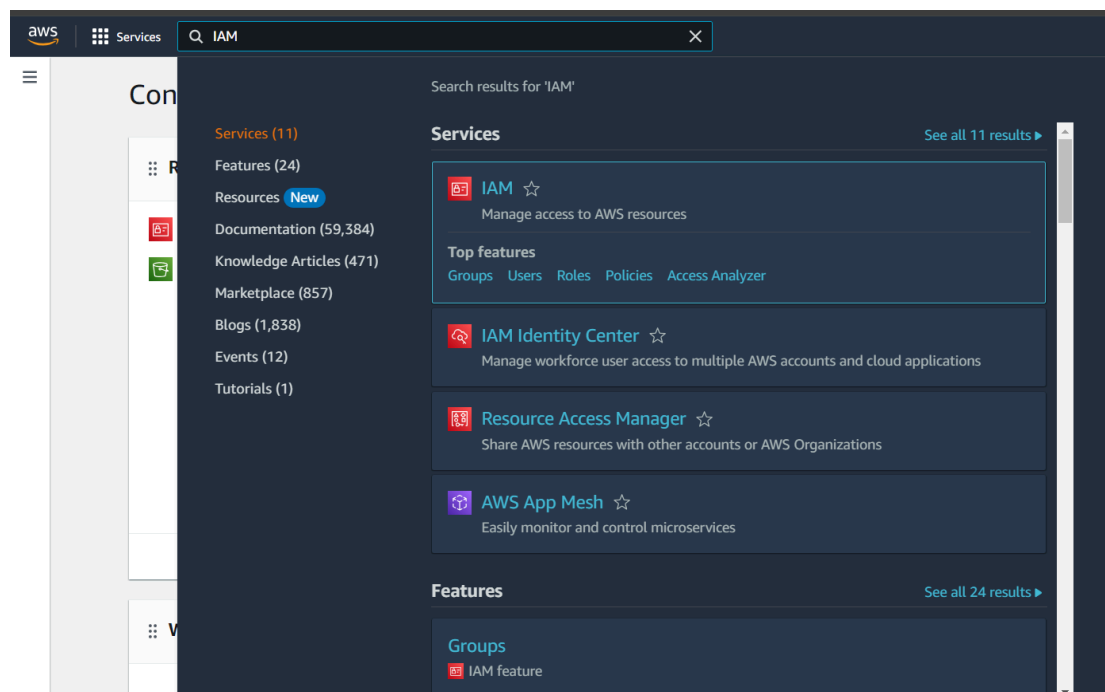 aws
Services
IAM
Con
R
W
Search results for 'IAM'
Services (11)
Features (24)
Resources New
Documentation (59,384)
Knowledge Articles (471)
Marketplace (857)
Blogs (1,838)
Events (12)
Tutorials (1)
Services
See all 11 results
IAM
Manage access to AWS resources
Top features
Groups Users Roles Policies Access Analyzer
IAM Identity Center
Manage workforce user access to multiple AWS accounts and cloud applications
Resource Access Manager
Share AWS resources with other accounts or AWS Organizations
AWS App Mesh
Easily monitor and control microservices
Features
See all 24 results
Groups
IAM feature